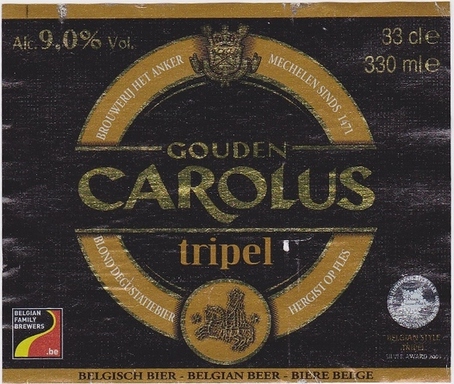 Alc. 9,0% Vol.
33 cl e
330 ml e
BROUWERIJ HET ANKER
MECHELEN SINDS 1471
GOUDEN
CAROLUS
tripel
BLOND DEGUSTATIEBIER
HERGIST OP FLES
BELGIAN
FAMILY
BREWERS
.be
BELGIAN STYLE
TRIPEL
BELGISCH BIER - BELGIAN BEER - BIERE BELGE